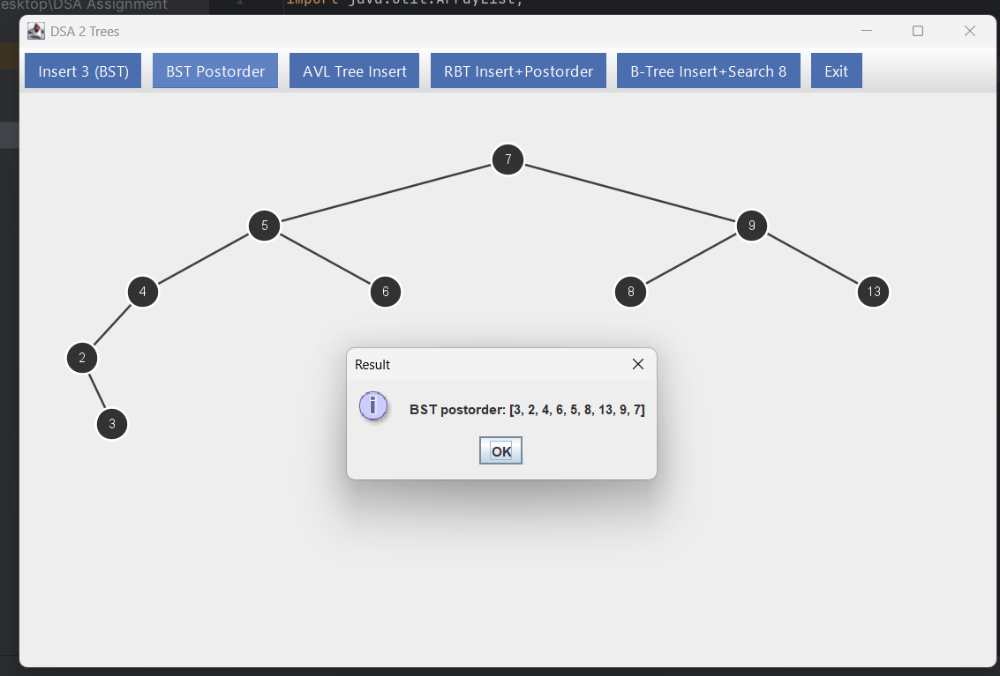 esktop\DSA Assignment
1 import java.util.ArrayList;
DSA 2 Trees
Insert 3 (BST) BST Postorder AVL Tree Insert RBT Insert+Postorder B-Tree Insert+Search 8 Exit
7
5 9
4 6 8 13
2
Result
BST postorder: [3, 2, 4, 6, 5, 8, 13, 9, 7]
3
OK